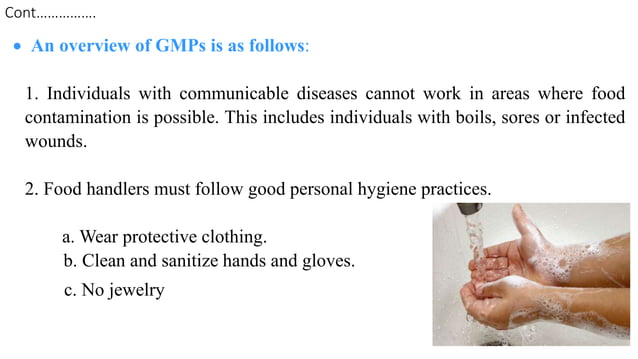 Cont...............
• An overview of GMPs is as follows:
1. Individuals with communicable diseases cannot work in areas where food
contamination is possible. This includes individuals with boils, sores or infected
wounds.
2. Food handlers must follow good personal hygiene practices.
a. Wear protective clothing.
b. Clean and sanitize hands and gloves.
c. No jewelry